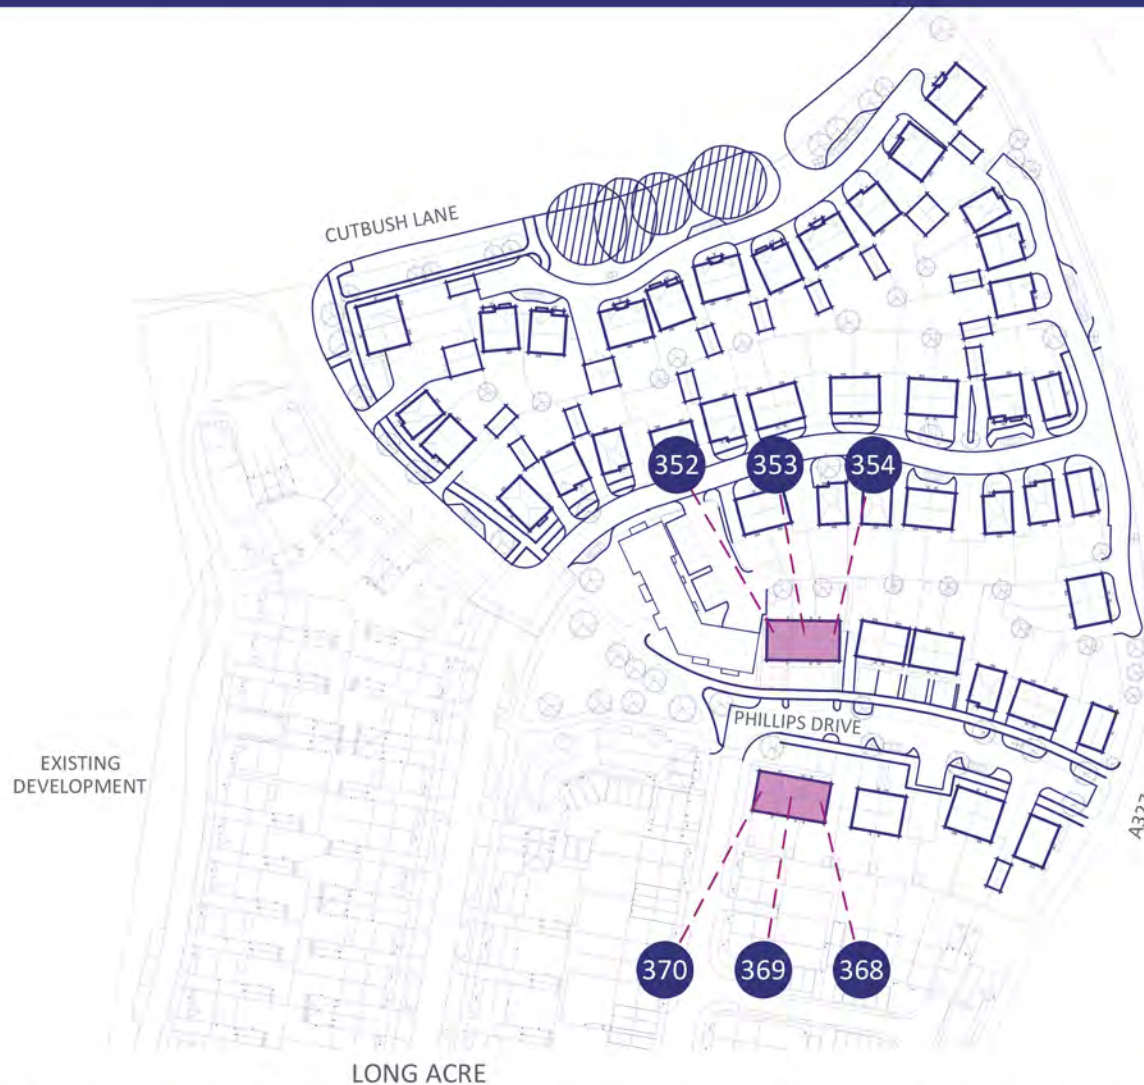 CUTBUSH LANE
352
353
354
PHILLIPS DRIVE
EXISTING
DEVELOPMENT
370
369
368
LONG ACRE